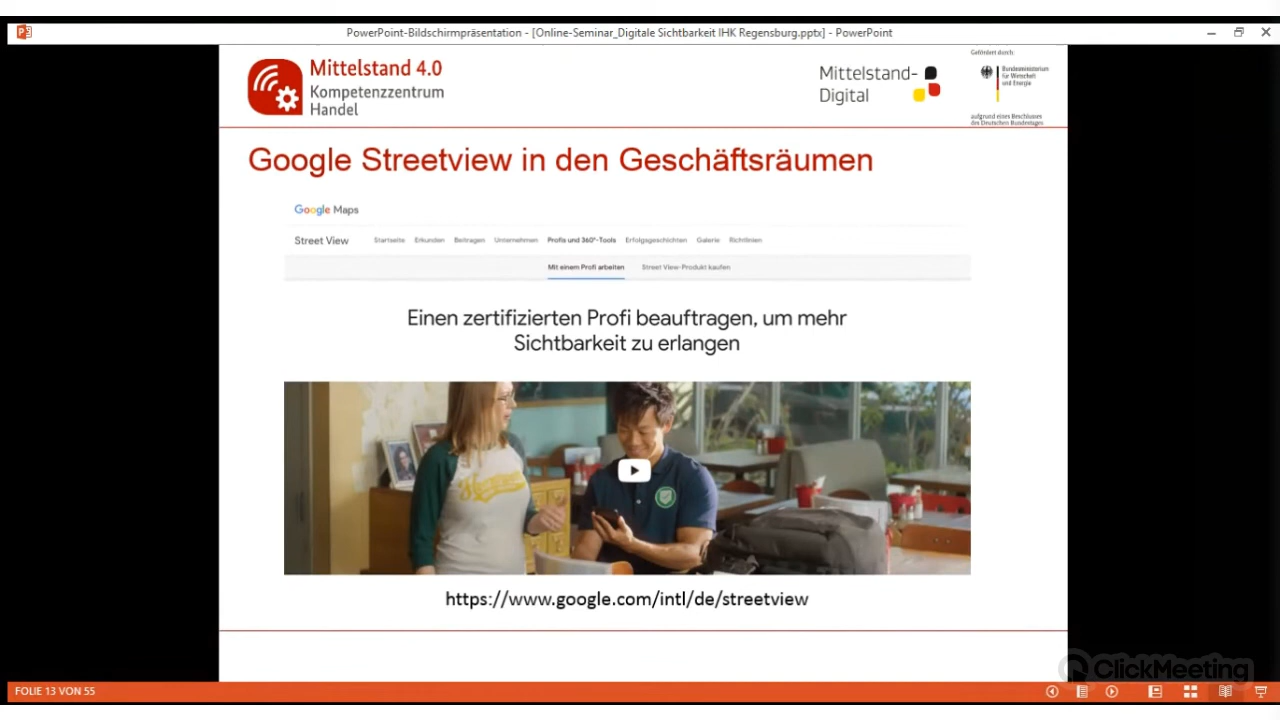 PowerPoint-Bildschirmpräsentation - [Online-Seminar_Digitale Sichtbarkeit IHK Regensburg.pptx] - PowerPoint
Mittelstand 4.0
Kompetenzzentrum
Handel
Mittelstand-
Digital
Gefördert durch:
Bundesministerium
für Wirtschaft
und Energie
aufgrund eines Beschlusses
des Deutschen Bundestages
Google Streetview in den Geschäftsräumen
Google Maps
Street View Startseite Erkunden Beitragen Unternehmen Profis und 360°-Tools Erfolgsgeschichten Galerie Richtlinien
Mit einem Profi arbeiten Street View-Produkt kaufen
Einen zertifizierten Profi beauftragen, um mehr
Sichtbarkeit zu erlangen
https://www.google.com/intl/de/streetview
ClickMeeting
FOLIE 13 VON 55